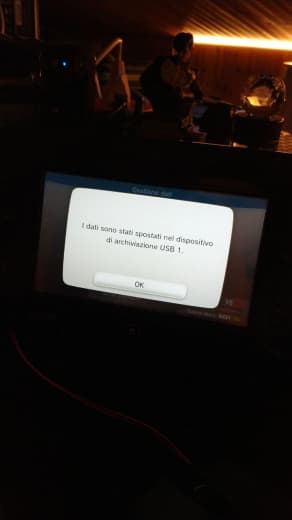 Gestione dati
I dati sono stati spostati nel dispositivo
di archiviazione USB 1.
OK